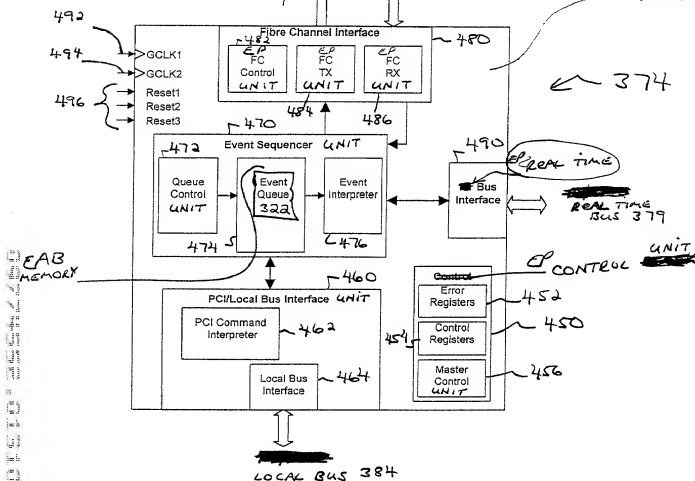 492
Fibre Channel Interface
480
482
EP FC Control UNIT
EP FC TX UNIT
EP FC RX UNIT
484
486
494
GCLK1
GCLK2
374
496
Reset1
Reset2
Reset3
470
Event Sequencer UNIT
472
Queue Control UNIT
Event Queue 322
Event Interpreter
474
476
490
EP REAL TIME
Bus Interface
REAL TIME BUS 379
EAB MEMORY
460
PCI/Local Bus Interface UNIT
PCI Command Interpreter
462
Local Bus Interface
464
Control
EP CONTROL UNIT
Error Registers
452
454
Control Registers
450
Master Control UNIT
456
LOCAL BUS 384